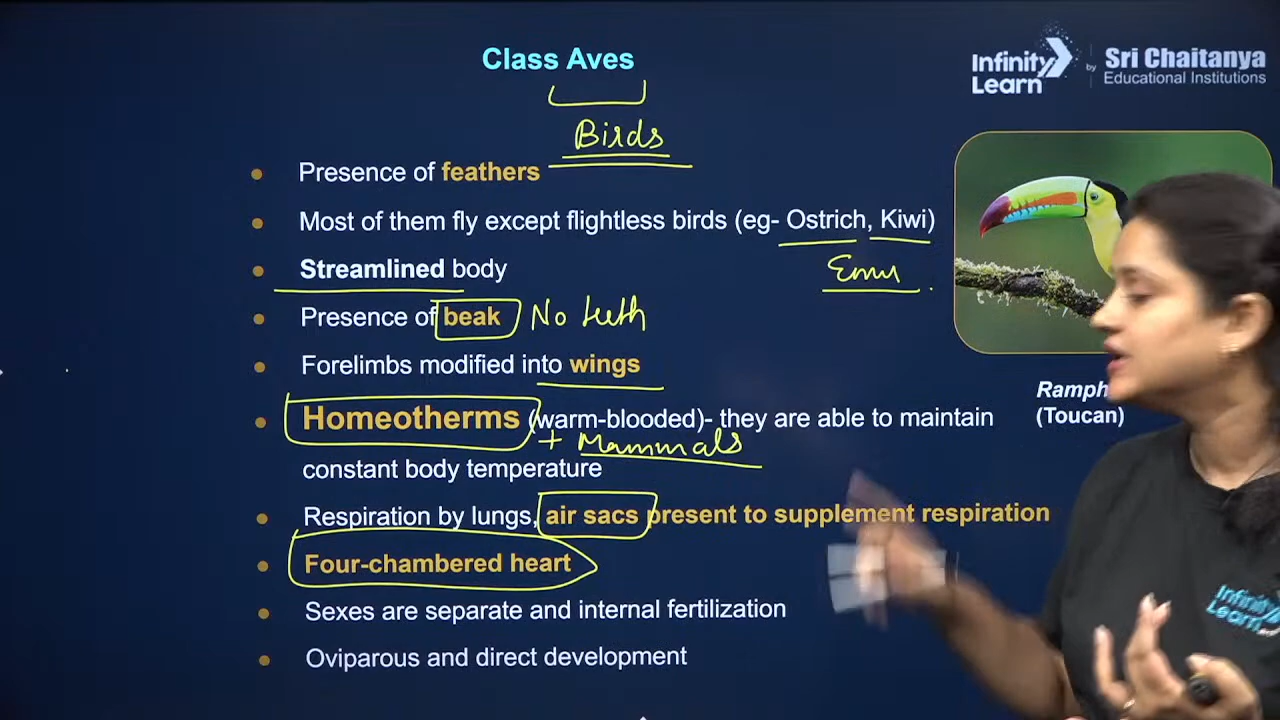 Class Aves
Infinity Learn
by
Sri Chaitanya
Educational Institutions
Birds
Presence of feathers
Most of them fly except flightless birds (eg- Ostrich, Kiwi)
Emu
Streamlined body
Presence of beak No teeth
Forelimbs modified into wings
Homeotherms (warm-blooded)- they are able to maintain
+ Mammals
constant body temperature
Ramph
(Toucan)
Respiration by lungs, air sacs present to supplement respiration
Four-chambered heart
Sexes are separate and internal fertilization
Oviparous and direct development
Infinity
Learn